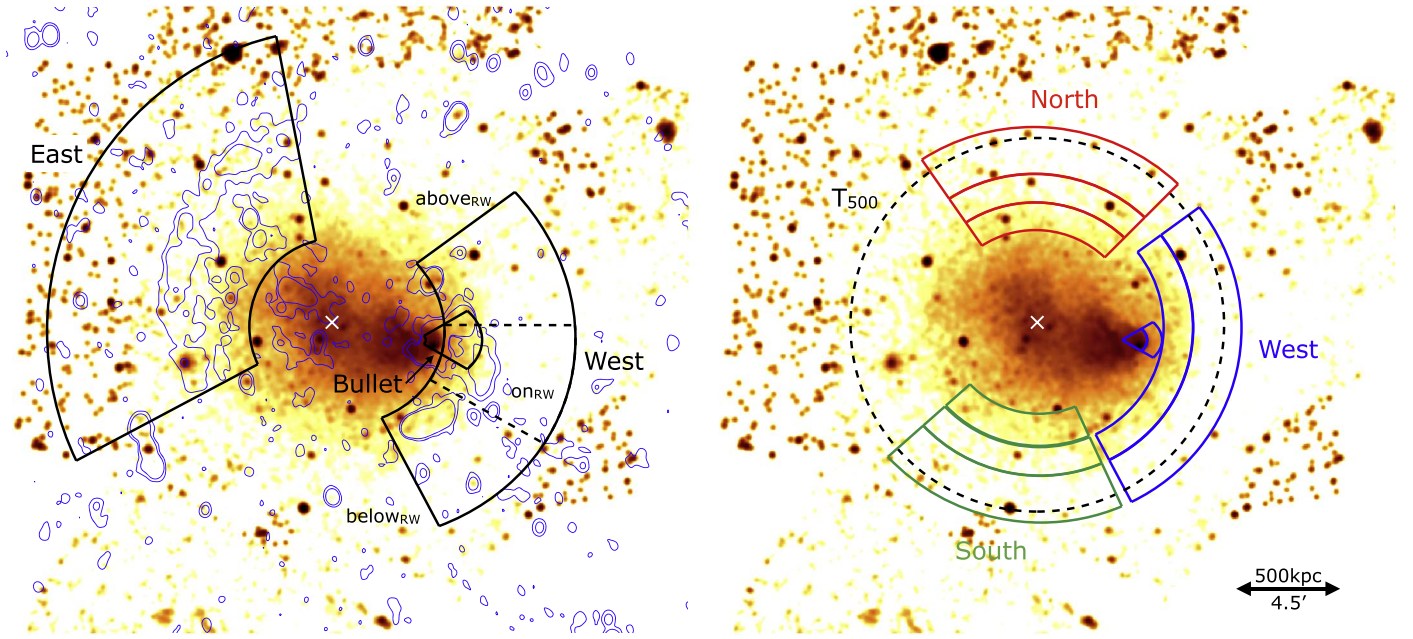 East
above_RW
West
Bullet
on_RW
below_RW
North
T_500
West
South
500kpc
4.5′